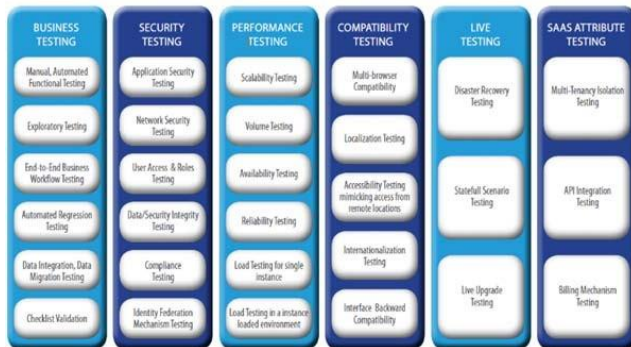 BUSINESS
TESTING
Manual, Automated
Functional Testing
Exploratory Testing
End-to-End Business
Workflow Testing
Automated Regression
Testing
Data Integration, Data
Migration Testing
Checklist Validation
SECURITY
TESTING
Application Security
Testing
Network Security
Testing
User Access & Roles
Testing
Data/Security Integrity
Testing
Compliance
Testing
Identity Federation
Mechanism Testing
PERFORMANCE
TESTING
Scalability Testing
Volume Testing
Availability Testing
Reliability Testing
Load Testing for single
instance
Load Testing in a instance
loaded environment
COMPATIBILITY
TESTING
Multi-browser
Compatibility
Localization Testing
Accessibility Testing
mimicking access from
remote locations
Internationalization
Testing
Interface Backward
Compatibility
LIVE
TESTING
Disaster Recovery
Testing
Statefull Scenario
Testing
Live Upgrade
Testing
SAAS ATTRIBUTE
TESTING
Multi-Tenancy Isolation
Testing
API Integration
Testing
Billing Mechanism
Testing